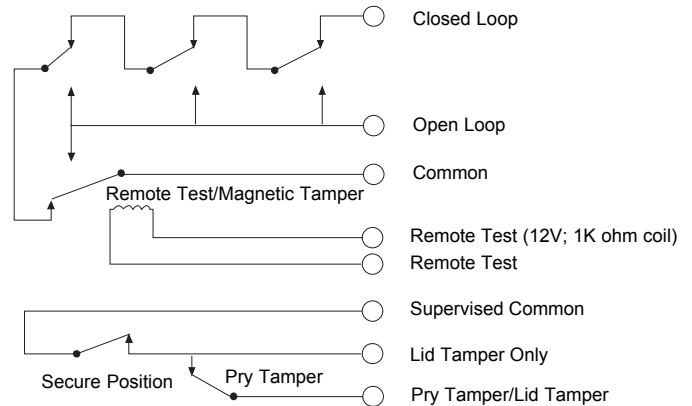 Closed Loop
Open Loop
Common
Remote Test/Magnetic Tamper
Remote Test (12V; 1K ohm coil)
Remote Test
Supervised Common
Lid Tamper Only
Secure Position
Pry Tamper
Pry Tamper/Lid Tamper